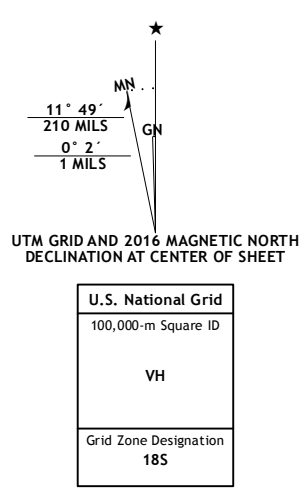 MN
11° 49´
210 MILS
GN
0° 2´
1 MILS
UTM GRID AND 2016 MAGNETIC NORTH
DECLINATION AT CENTER OF SHEET
U.S. National Grid
100,000-m Square ID
VH
Grid Zone Designation
18S